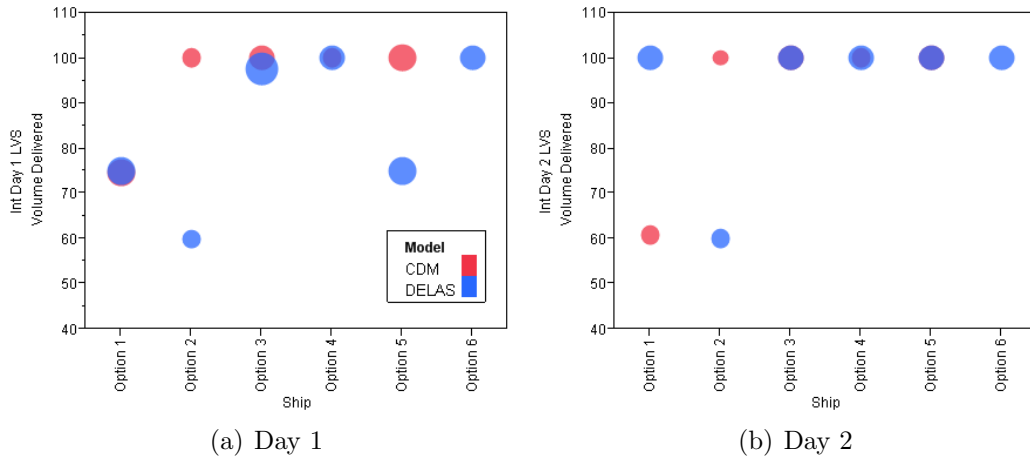 110
100
90
80
70
60
50
40
Int Day 1 LVS
Volume Delivered
Model
CDM
DELAS
Option 1
Option 2
Option 3
Option 4
Option 5
Option 6
Ship
(a) Day 1
110
100
90
80
70
60
50
40
Int Day 2 LVS
Volume Delivered
Option 1
Option 2
Option 3
Option 4
Option 5
Option 6
Ship
(b) Day 2